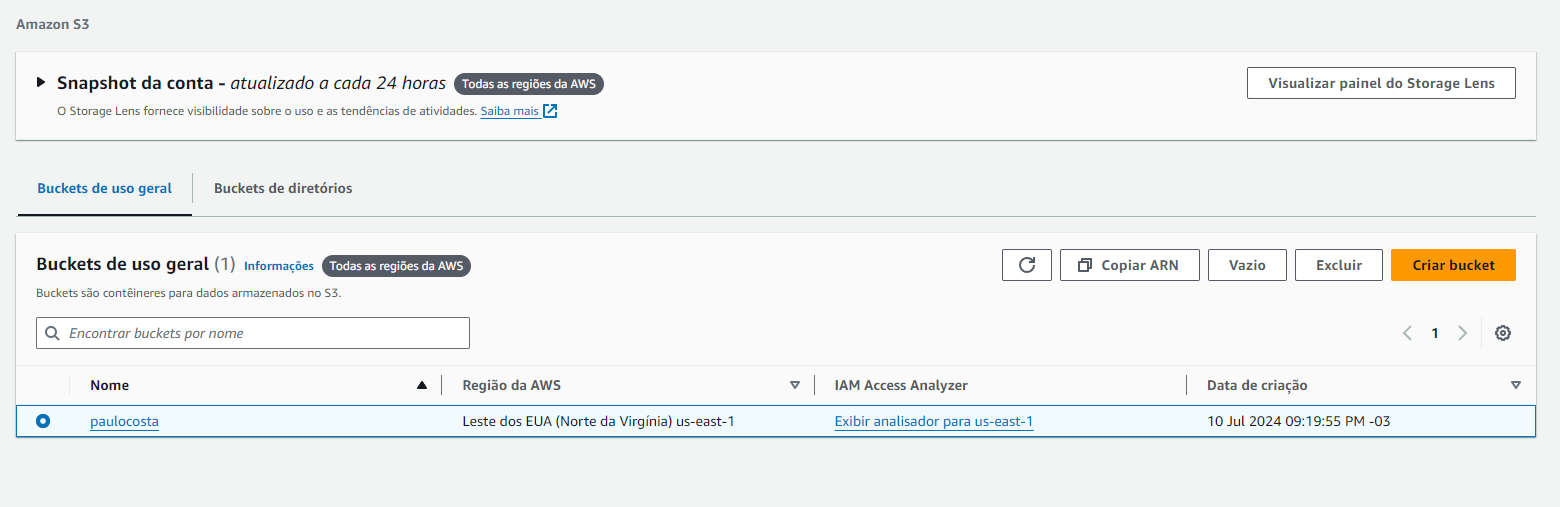 Amazon S3
Snapshot da conta - atualizado a cada 24 horas Todas as regiões da AWS
Visualizar painel do Storage Lens
O Storage Lens fornece visibilidade sobre o uso e as tendências de atividades. Saiba mais
Buckets de uso geral Buckets de diretórios
Buckets de uso geral (1) Informações Todas as regiões da AWS
Copiar ARN Vazio Excluir Criar bucket
Buckets são contêineres para dados armazenados no S3.
Encontrar buckets por nome 1
Nome Região da AWS IAM Access Analyzer Data de criação
paulocosta Leste dos EUA (Norte da Virgínia) us-east-1 Exibir analisador para us-east-1 10 Jul 2024 09:19:55 PM -03